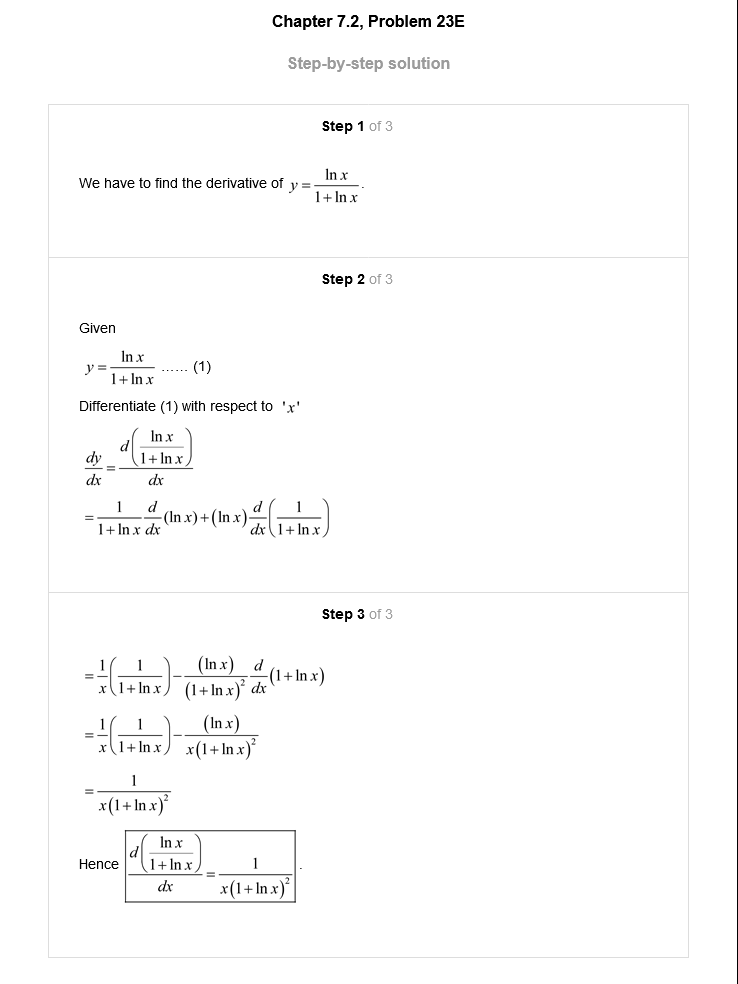 Chapter 7.2, Problem 23E
Step-by-step solution
Step 1 of 3
We have to find the derivative of y = \frac{\ln x}{1+\ln x}.
Step 2 of 3
Given
y = \frac{\ln x}{1+\ln x} ...... (1)
Differentiate (1) with respect to 'x'
\frac{dy}{dx} = \frac{d\left(\frac{\ln x}{1+\ln x}\right)}{dx}
= \frac{1}{1+\ln x} \frac{d}{dx}(\ln x) + (\ln x)\frac{d}{dx}\left(\frac{1}{1+\ln x}\right)
Step 3 of 3
= \frac{1}{x}\left(\frac{1}{1+\ln x}\right) - \frac{(\ln x)}{(1+\ln x)^2} \frac{d}{dx}(1+\ln x)
= \frac{1}{x}\left(\frac{1}{1+\ln x}\right) - \frac{(\ln x)}{x(1+\ln x)^2}
= \frac{1}{x(1+\ln x)^2}
Hence \frac{d\left(\frac{\ln x}{1+\ln x}\right)}{dx} = \frac{1}{x(1+\ln x)^2}.